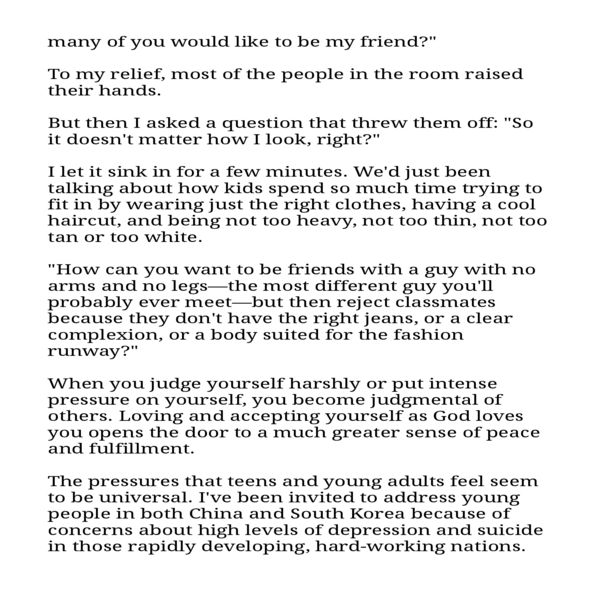 many of you would like to be my friend?"
To my relief, most of the people in the room raised
their hands.
But then I asked a question that threw them off: "So
it doesn't matter how I look, right?"
I let it sink in for a few minutes. We'd just been
talking about how kids spend so much time trying to
fit in by wearing just the right clothes, having a cool
haircut, and being not too heavy, not too thin, not too
tan or too white.
"How can you want to be friends with a guy with no
arms and no legs—the most different guy you'll
probably ever meet—but then reject classmates
because they don't have the right jeans, or a clear
complexion, or a body suited for the fashion
runway?"
When you judge yourself harshly or put intense
pressure on yourself, you become judgmental of
others. Loving and accepting yourself as God loves
you opens the door to a much greater sense of peace
and fulfillment.
The pressures that teens and young adults feel seem
to be universal. I've been invited to address young
people in both China and South Korea because of
concerns about high levels of depression and suicide
in those rapidly developing, hard-working nations.